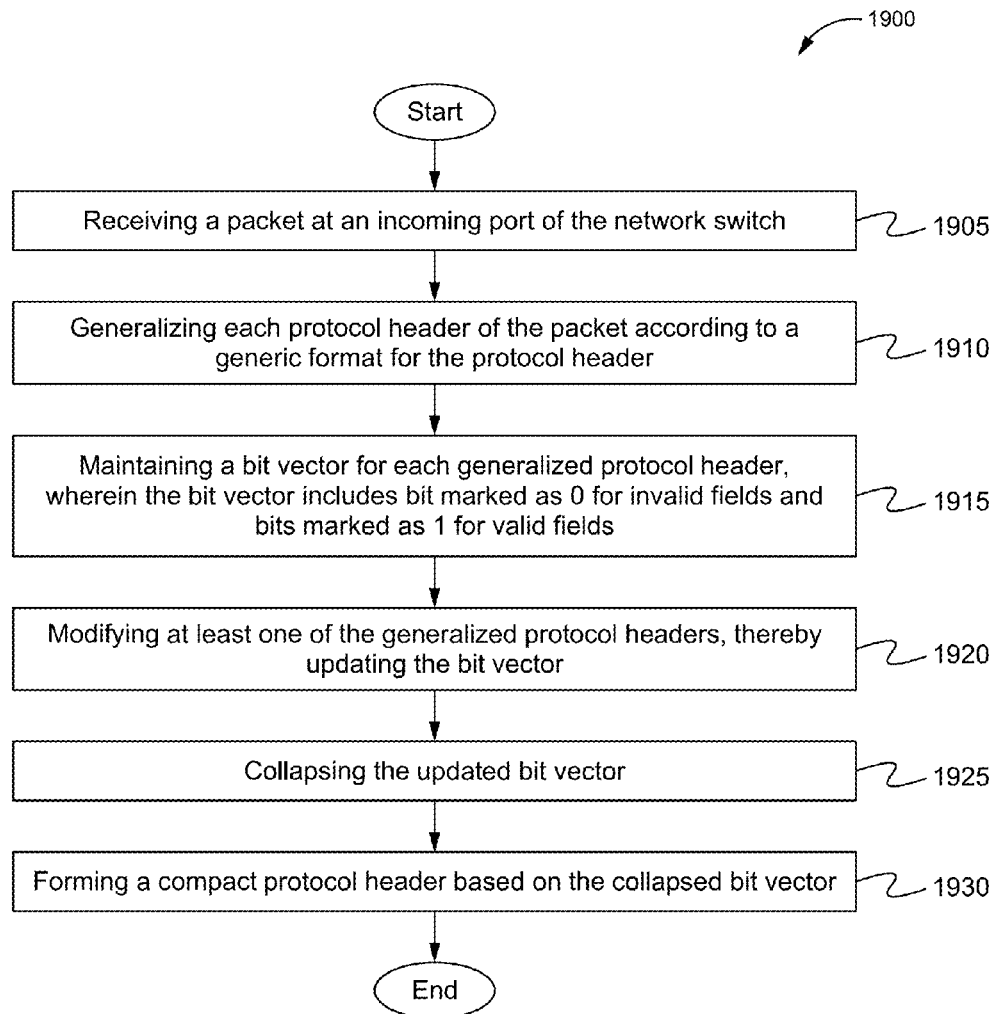 1900
Start
Receiving a packet at an incoming port of the network switch
1905
Generalizing each protocol header of the packet according to a
generic format for the protocol header
1910
Maintaining a bit vector for each generalized protocol header,
wherein the bit vector includes bit marked as 0 for invalid fields and
bits marked as 1 for valid fields
1915
Modifying at least one of the generalized protocol headers, thereby
updating the bit vector
1920
Collapsing the updated bit vector
1925
Forming a compact protocol header based on the collapsed bit vector
1930
End